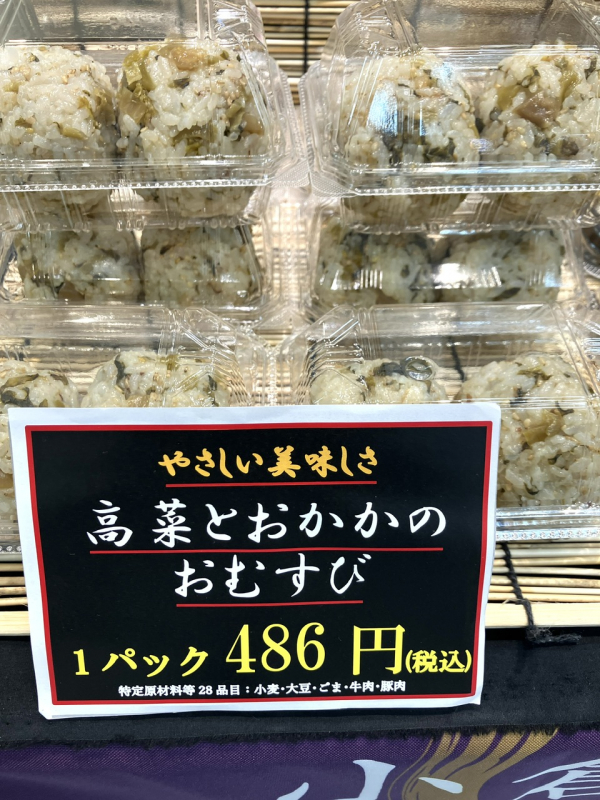 やさしい美味しさ
高菜とおかかの
おむすび
1パック 486 円(税込)
特定原材料等28品目：小麦・大豆・ごま・牛肉・豚肉